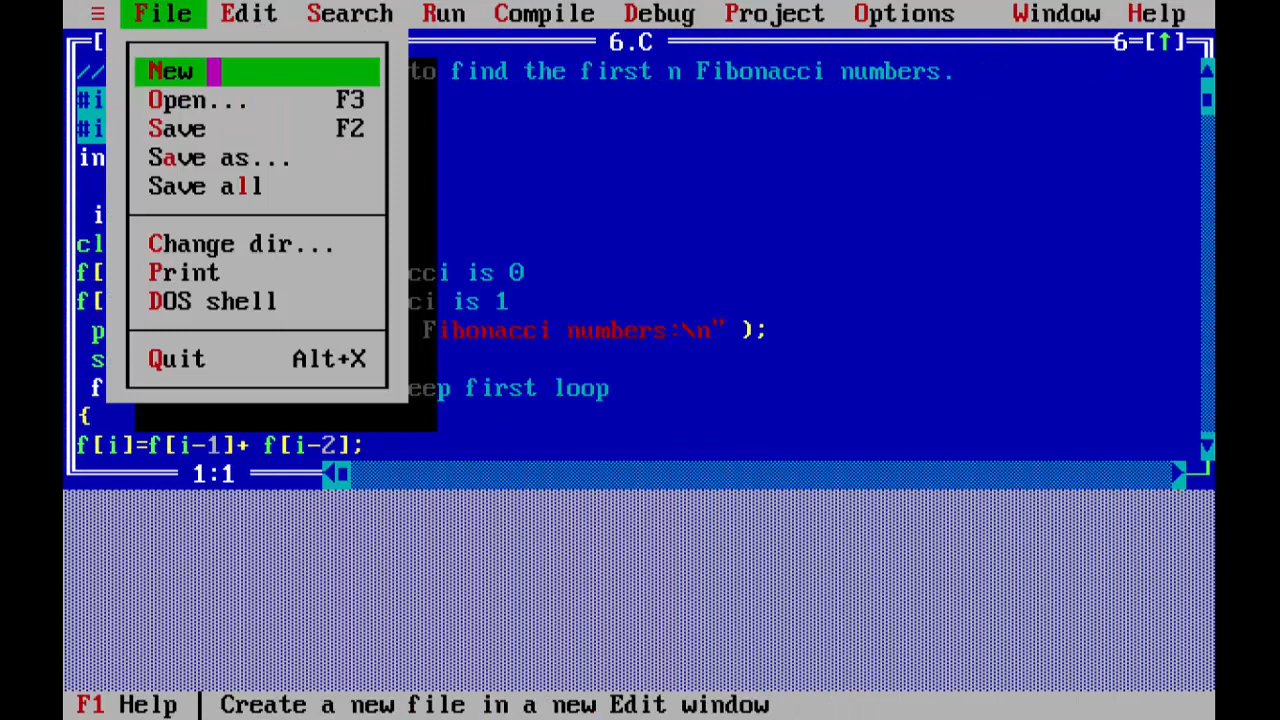 ≡ File Edit Search Run Compile Debug Project Options Window Help
[ 6.C 6=[↑]
// to find the first n Fibonacci numbers.
New
#i
Open... F3
#i
Save F2
in
Save as...
Save all
i
cl
Change dir...
f[ cci is 0
Print
f[ ci is 1
DOS shell
p Fibonacci numbers:\n" );
s
Quit Alt+X
f eep first loop
{
f[i]=f[i-1]+ f[i-2];
1:1
F1 Help | Create a new file in a new Edit window